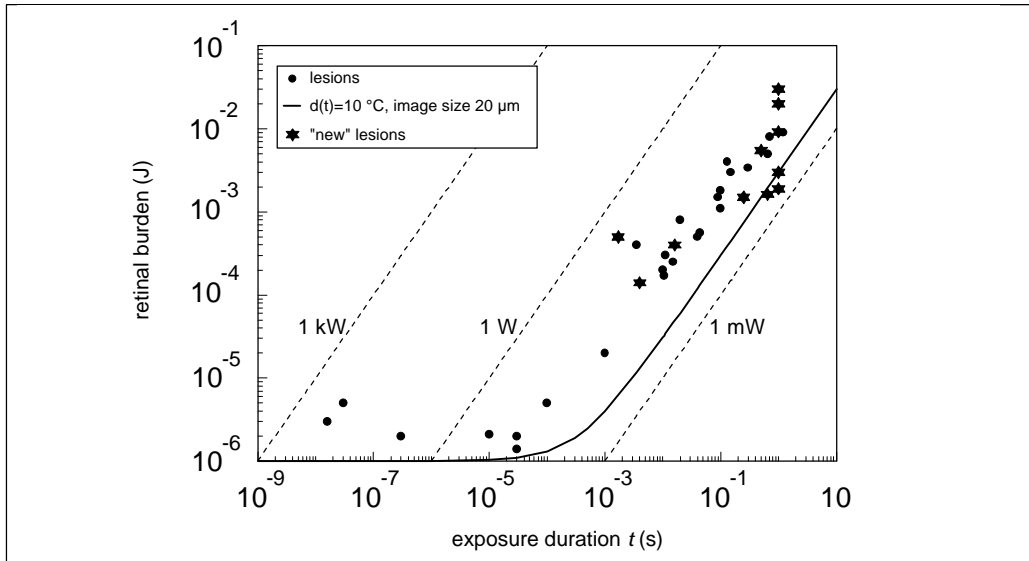 10^-1
lesions
d(t)=10 °C, image size 20 µm
"new" lesions
10^-2
10^-3
10^-4
10^-5
10^-6
retinal burden (J)
1 kW
1 W
1 mW
10^-9
10^-7
10^-5
10^-3
10^-1
10
exposure duration t (s)